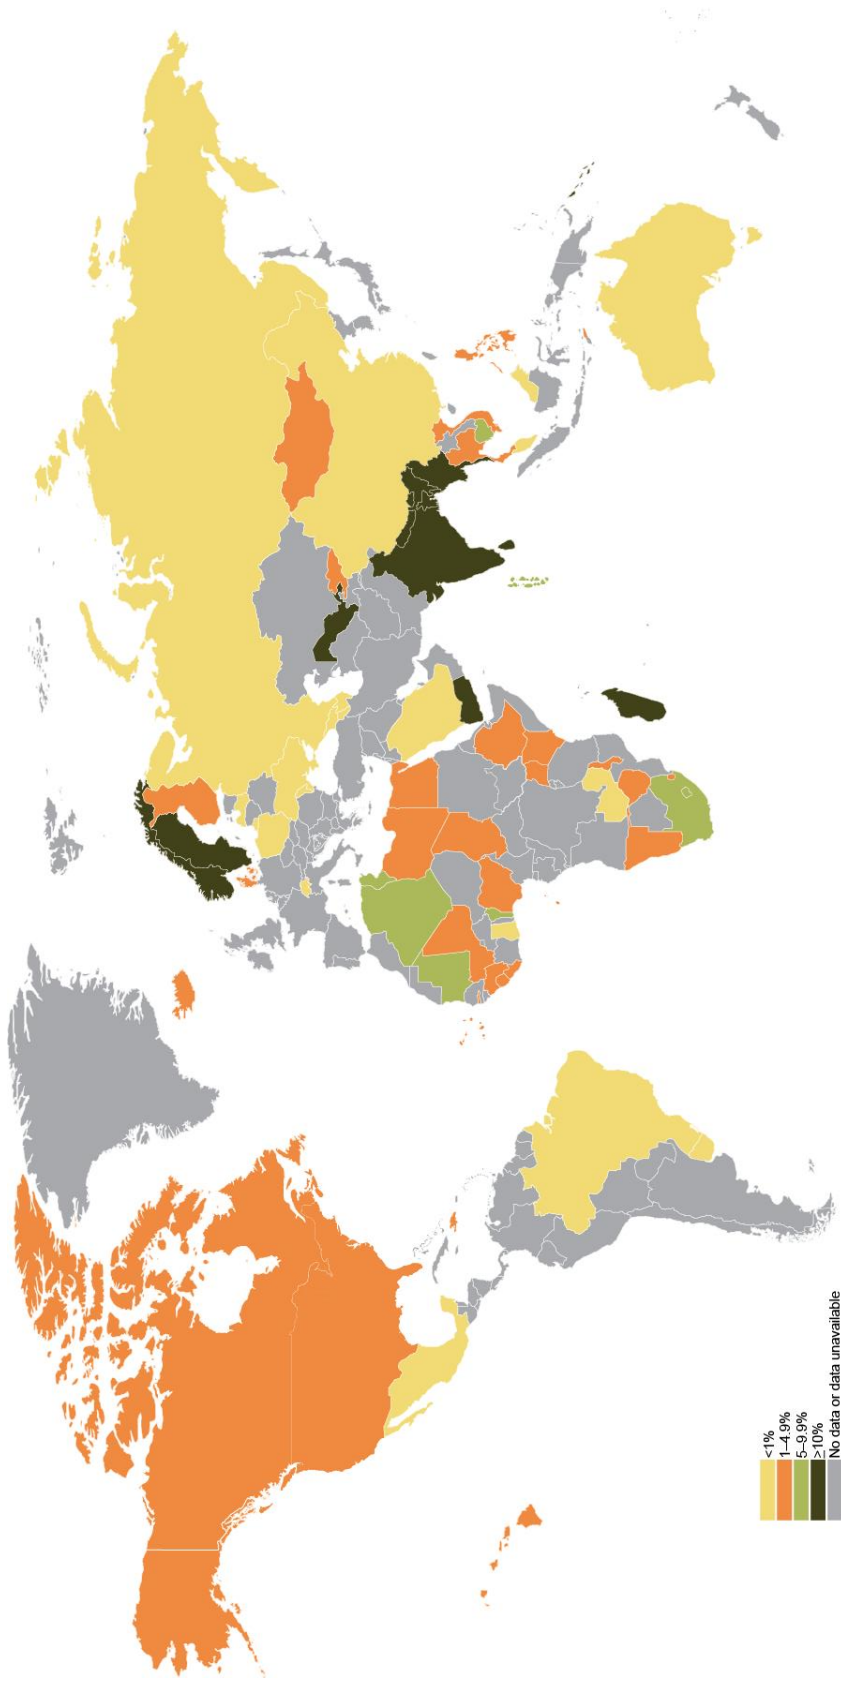 <1%
1–4.9%
5–9.9%
≥10%
No data or data unavailable